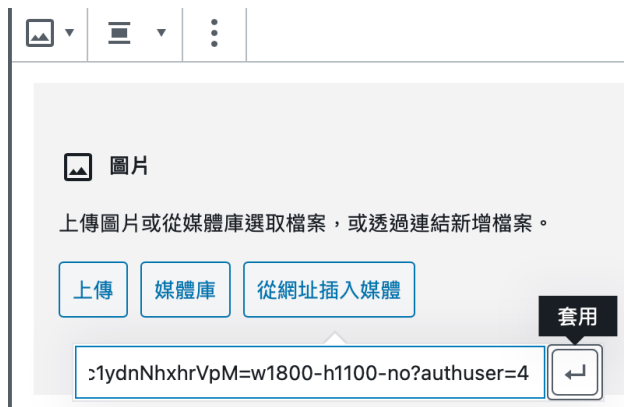 圖片
上傳圖片或從媒體庫選取檔案，或透過連結新增檔案。
上傳 媒體庫 從網址插入媒體
套用
c1ydnNhxhrVpM=w1800-h1100-no?authuser=4